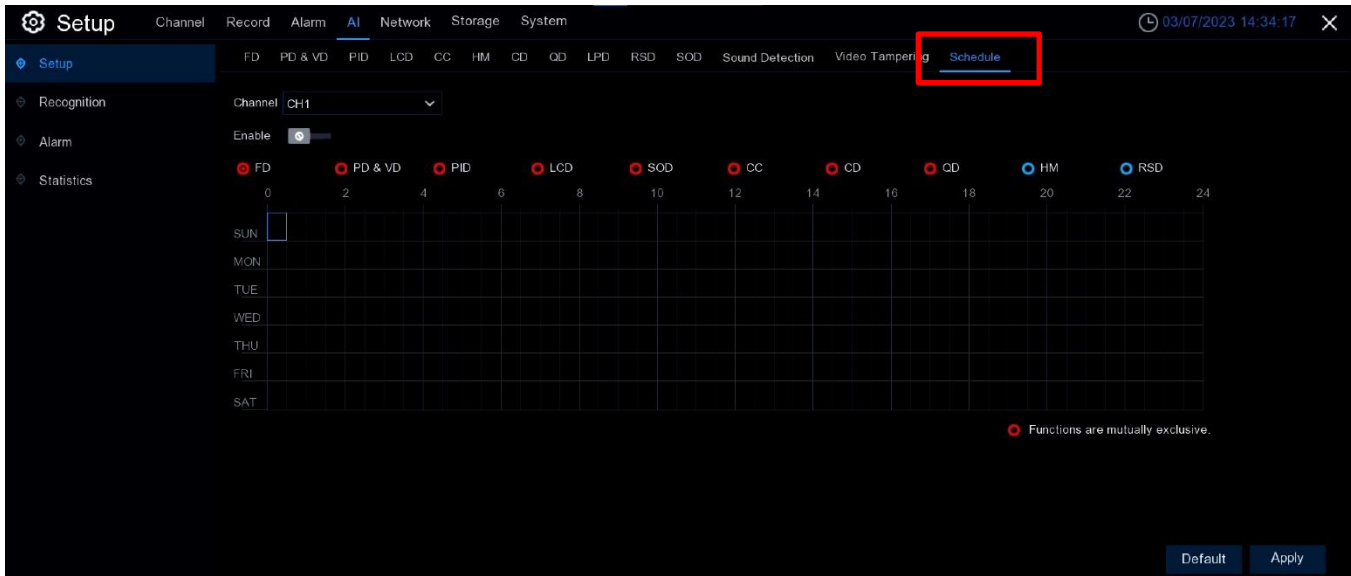 Setup Channel Record Alarm AI Network Storage System 03/07/2023 14:34:17
Setup FD PD & VD PID LCD CC HM CD QD LPD RSD SOD Sound Detection Video Tampering Schedule
Recognition
Alarm
Statistics
Channel CH1
Enable
FD PD & VD PID LCD SOD CC CD QD HM RSD
0 2 4 6 8 10 12 14 16 18 20 22 24
SUN
MON
TUE
WED
THU
FRI
SAT
Functions are mutually exclusive.
Default Apply